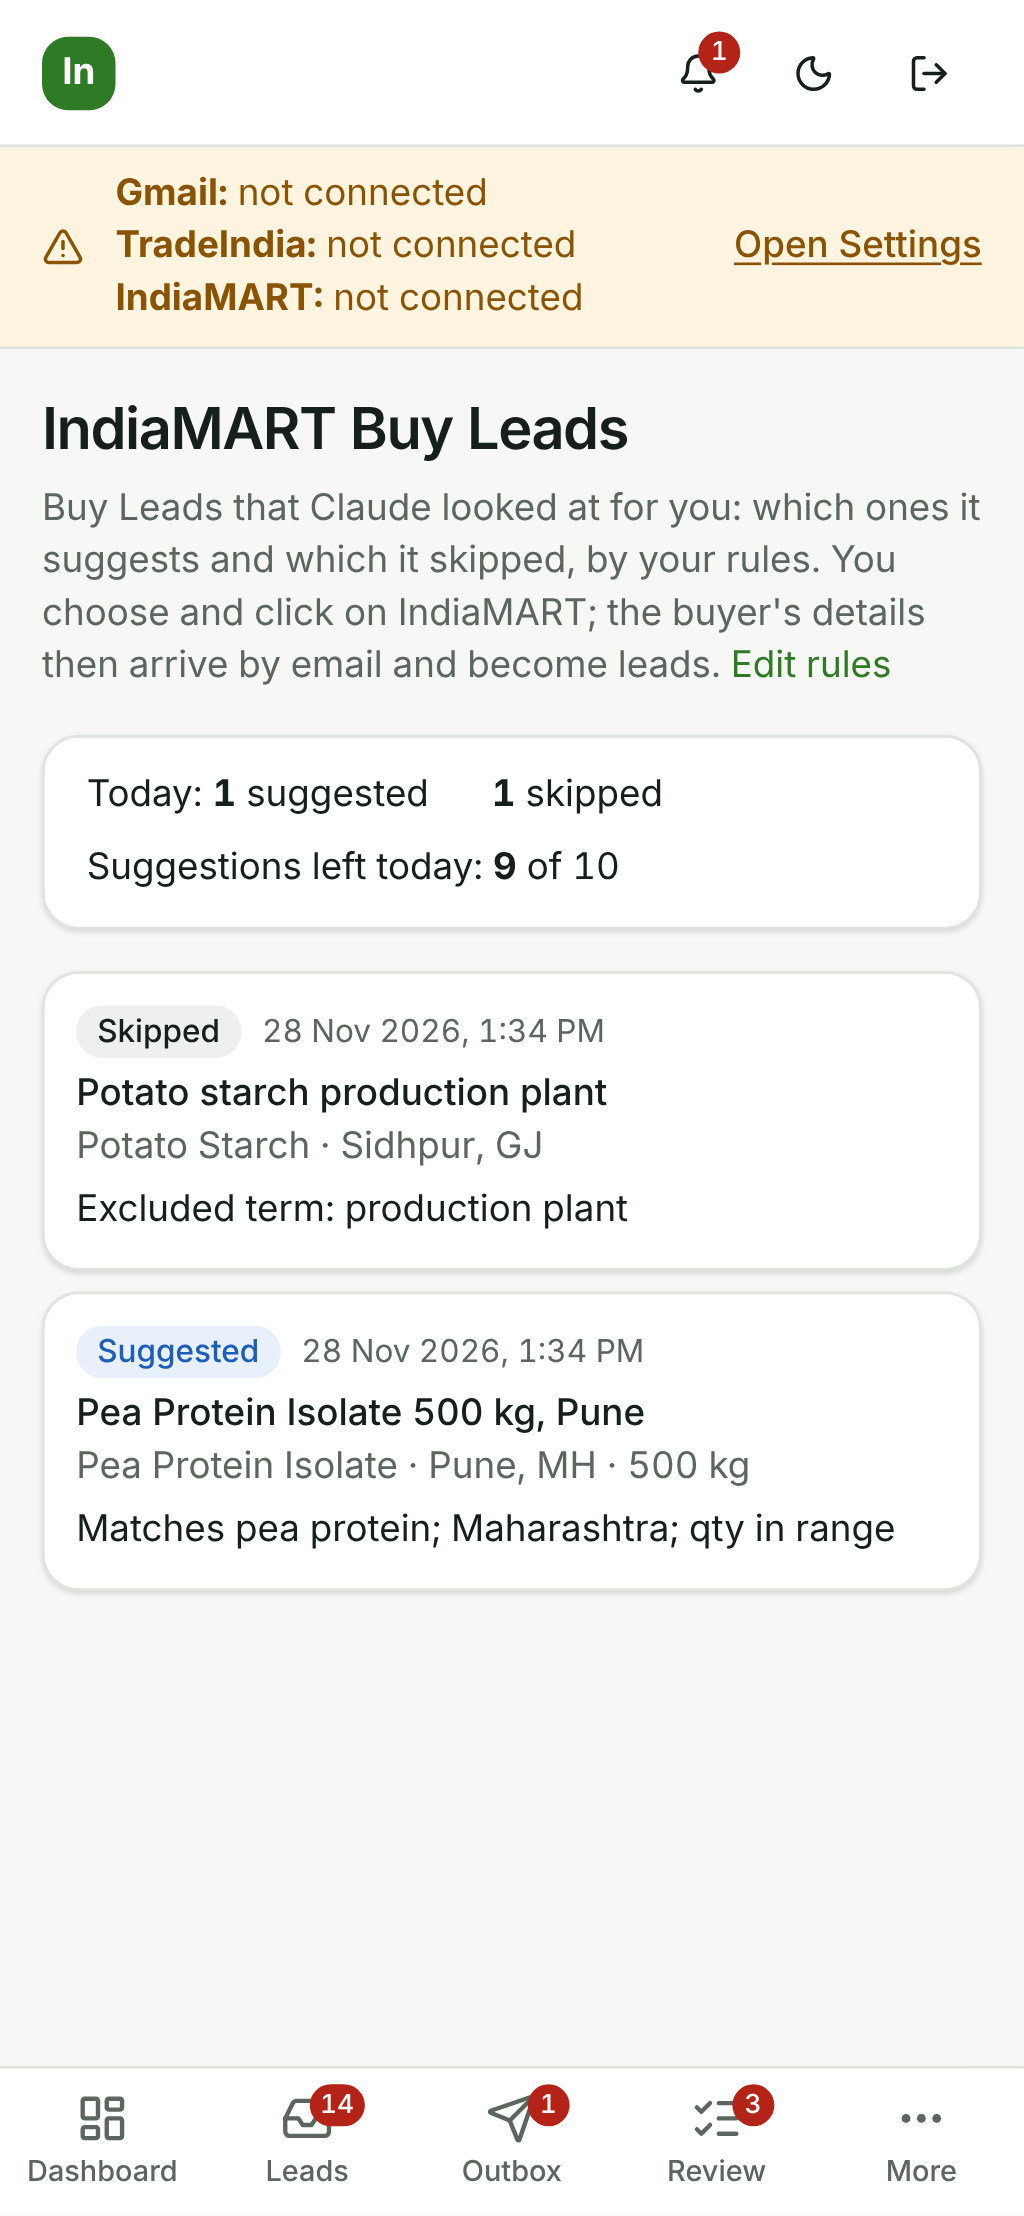 In
1
Gmail: not connected
TradeIndia: not connected
IndiaMART: not connected
Open Settings
IndiaMART Buy Leads
Buy Leads that Claude looked at for you: which ones it
suggests and which it skipped, by your rules. You
choose and click on IndiaMART; the buyer's details
then arrive by email and become leads. Edit rules
Today: 1 suggested 1 skipped
Suggestions left today: 9 of 10
Skipped 28 Nov 2026, 1:34 PM
Potato starch production plant
Potato Starch · Sidhpur, GJ
Excluded term: production plant
Suggested 28 Nov 2026, 1:34 PM
Pea Protein Isolate 500 kg, Pune
Pea Protein Isolate · Pune, MH · 500 kg
Matches pea protein; Maharashtra; qty in range
14 1 3
Dashboard Leads Outbox Review More